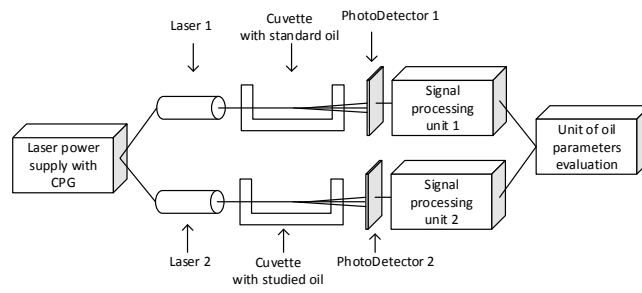 Laser 1
Cuvette
with standard oil
PhotoDetector 1
Signal
processing
unit 1
Laser power
supply with
CPG
Unit of oil
parameters
evaluation
Signal
processing
unit 2
Laser 2
Cuvette
with studied oil
PhotoDetector 2